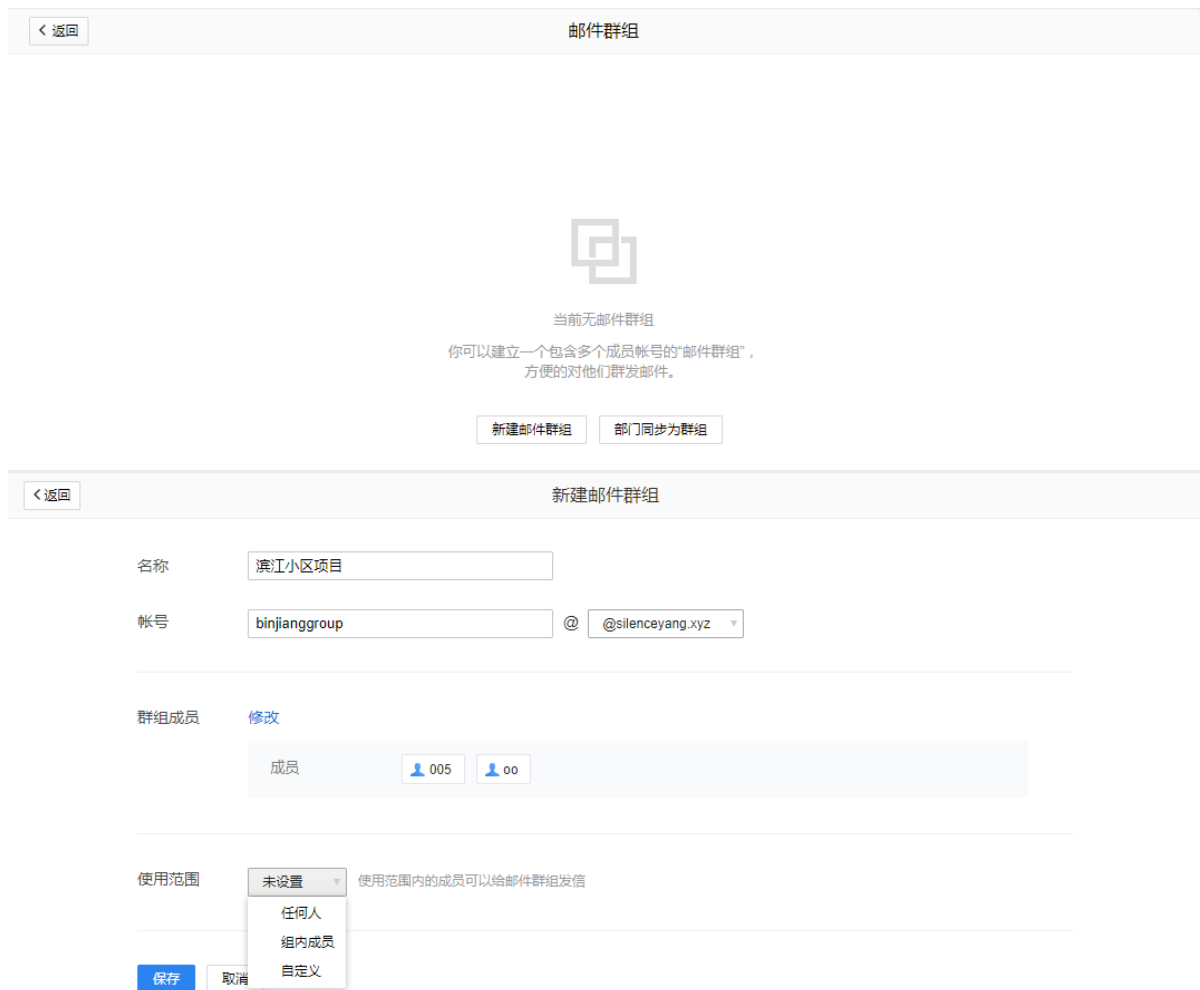 返回
邮件群组
当前无邮件群组
你可以建立一个包含多个成员帐号的“邮件群组”，
方便的对他们群发邮件。
新建邮件群组 部门同步为群组
返回
新建邮件群组
名称 滨江小区项目
帐号 binjianggroup @ @silenceyang.xyz
群组成员 修改
成员 005 oo
使用范围 未设置 使用范围内的成员可以给邮件群组发信
任何人
组内成员
自定义
保存 取消